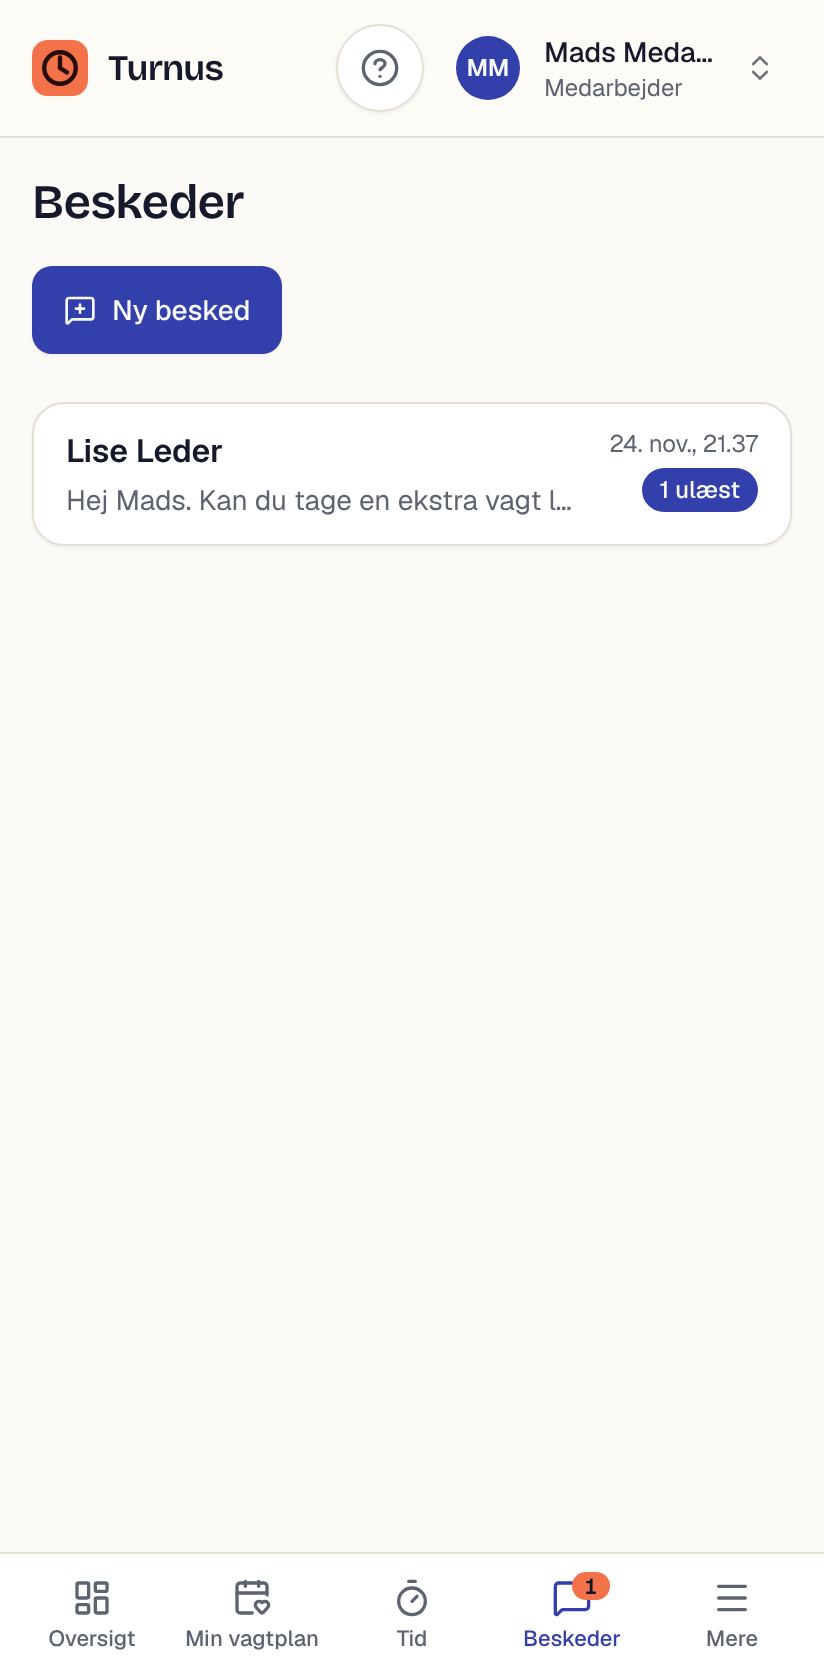 Turnus
MM
Mads Meda...
Medarbejder
Beskeder
Ny besked
Lise Leder
24. nov., 21.37
Hej Mads. Kan du tage en ekstra vagt l...
1 ulæst
Oversigt
Min vagtplan
Tid
1
Beskeder
Mere